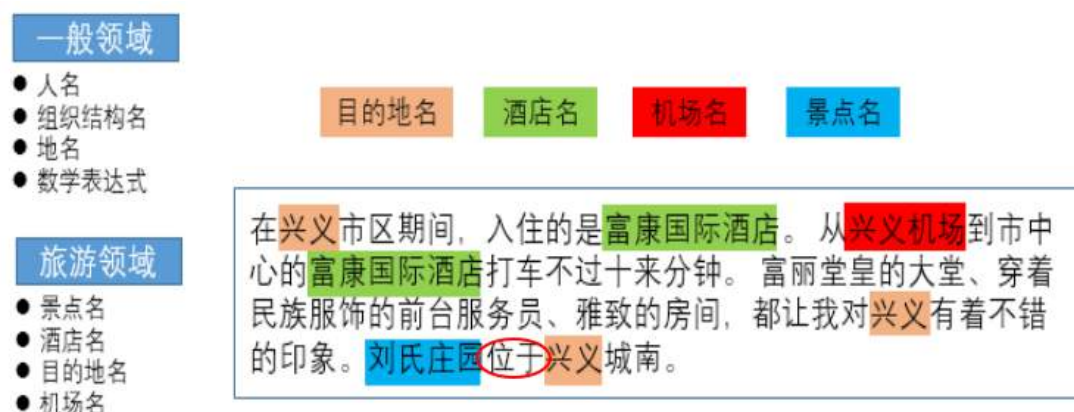 一般领域
● 人名
● 组织结构名
● 地名
● 数学表达式
目的地名 酒店名 机场名 景点名
在兴义市区期间，入住的是富康国际酒店。从兴义机场到市中
心的富康国际酒店打车不过十来分钟。富丽堂皇的大堂、穿着
民族服饰的前台服务员、雅致的房间，都让我对兴义有着不错
的印象。刘氏庄园位于兴义城南。
旅游领域
● 景点名
● 酒店名
● 目的地名
● 机场名